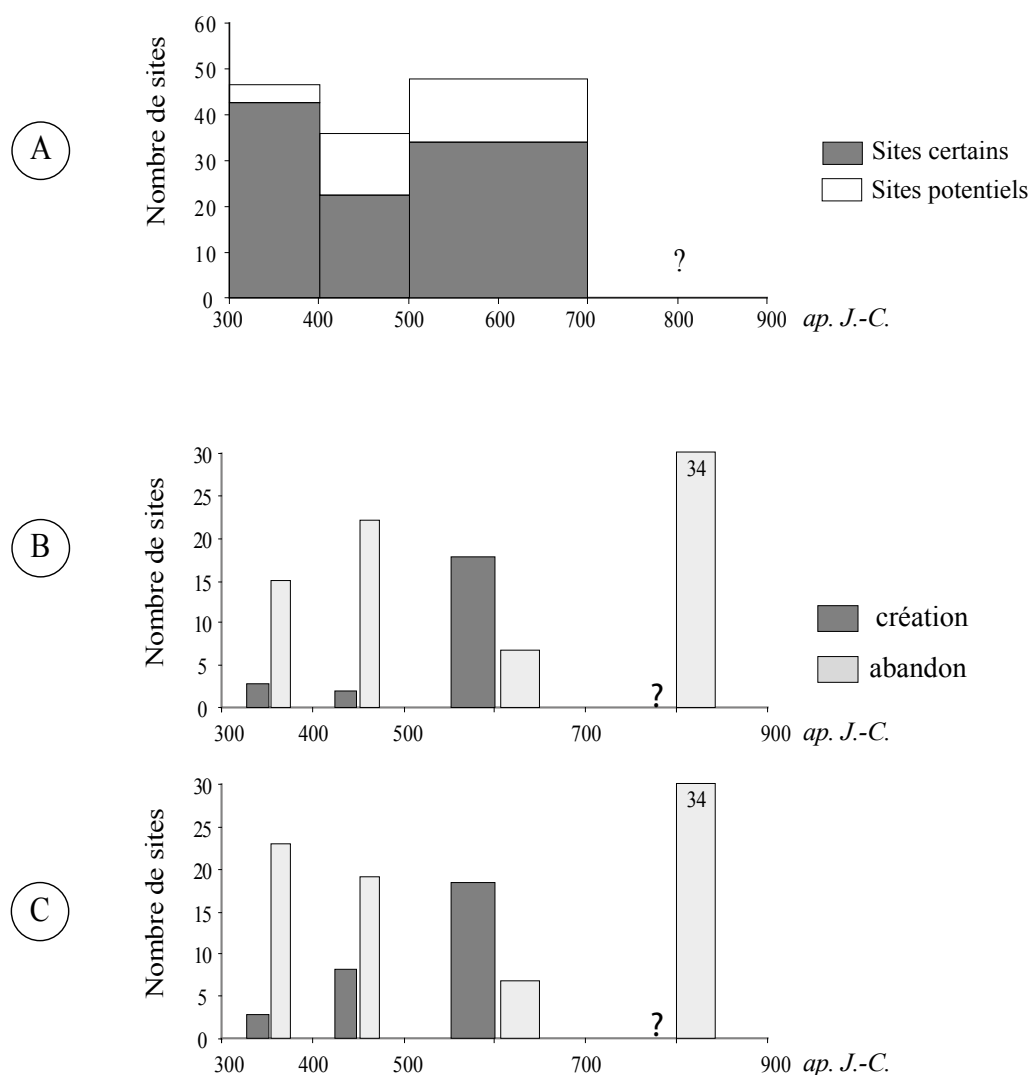 A
Nombre de sites
60
50
40
30
20
10
0
300 400 500 600 700 800 900 ap. J.-C.
?
Sites certains
Sites potentiels
B
Nombre de sites
30
25
20
15
10
5
0
300 400 500 700 900 ap. J.-C.
?
34
création
abandon
C
Nombre de sites
30
25
20
15
10
5
0
300 400 500 700 900 ap. J.-C.
?
34